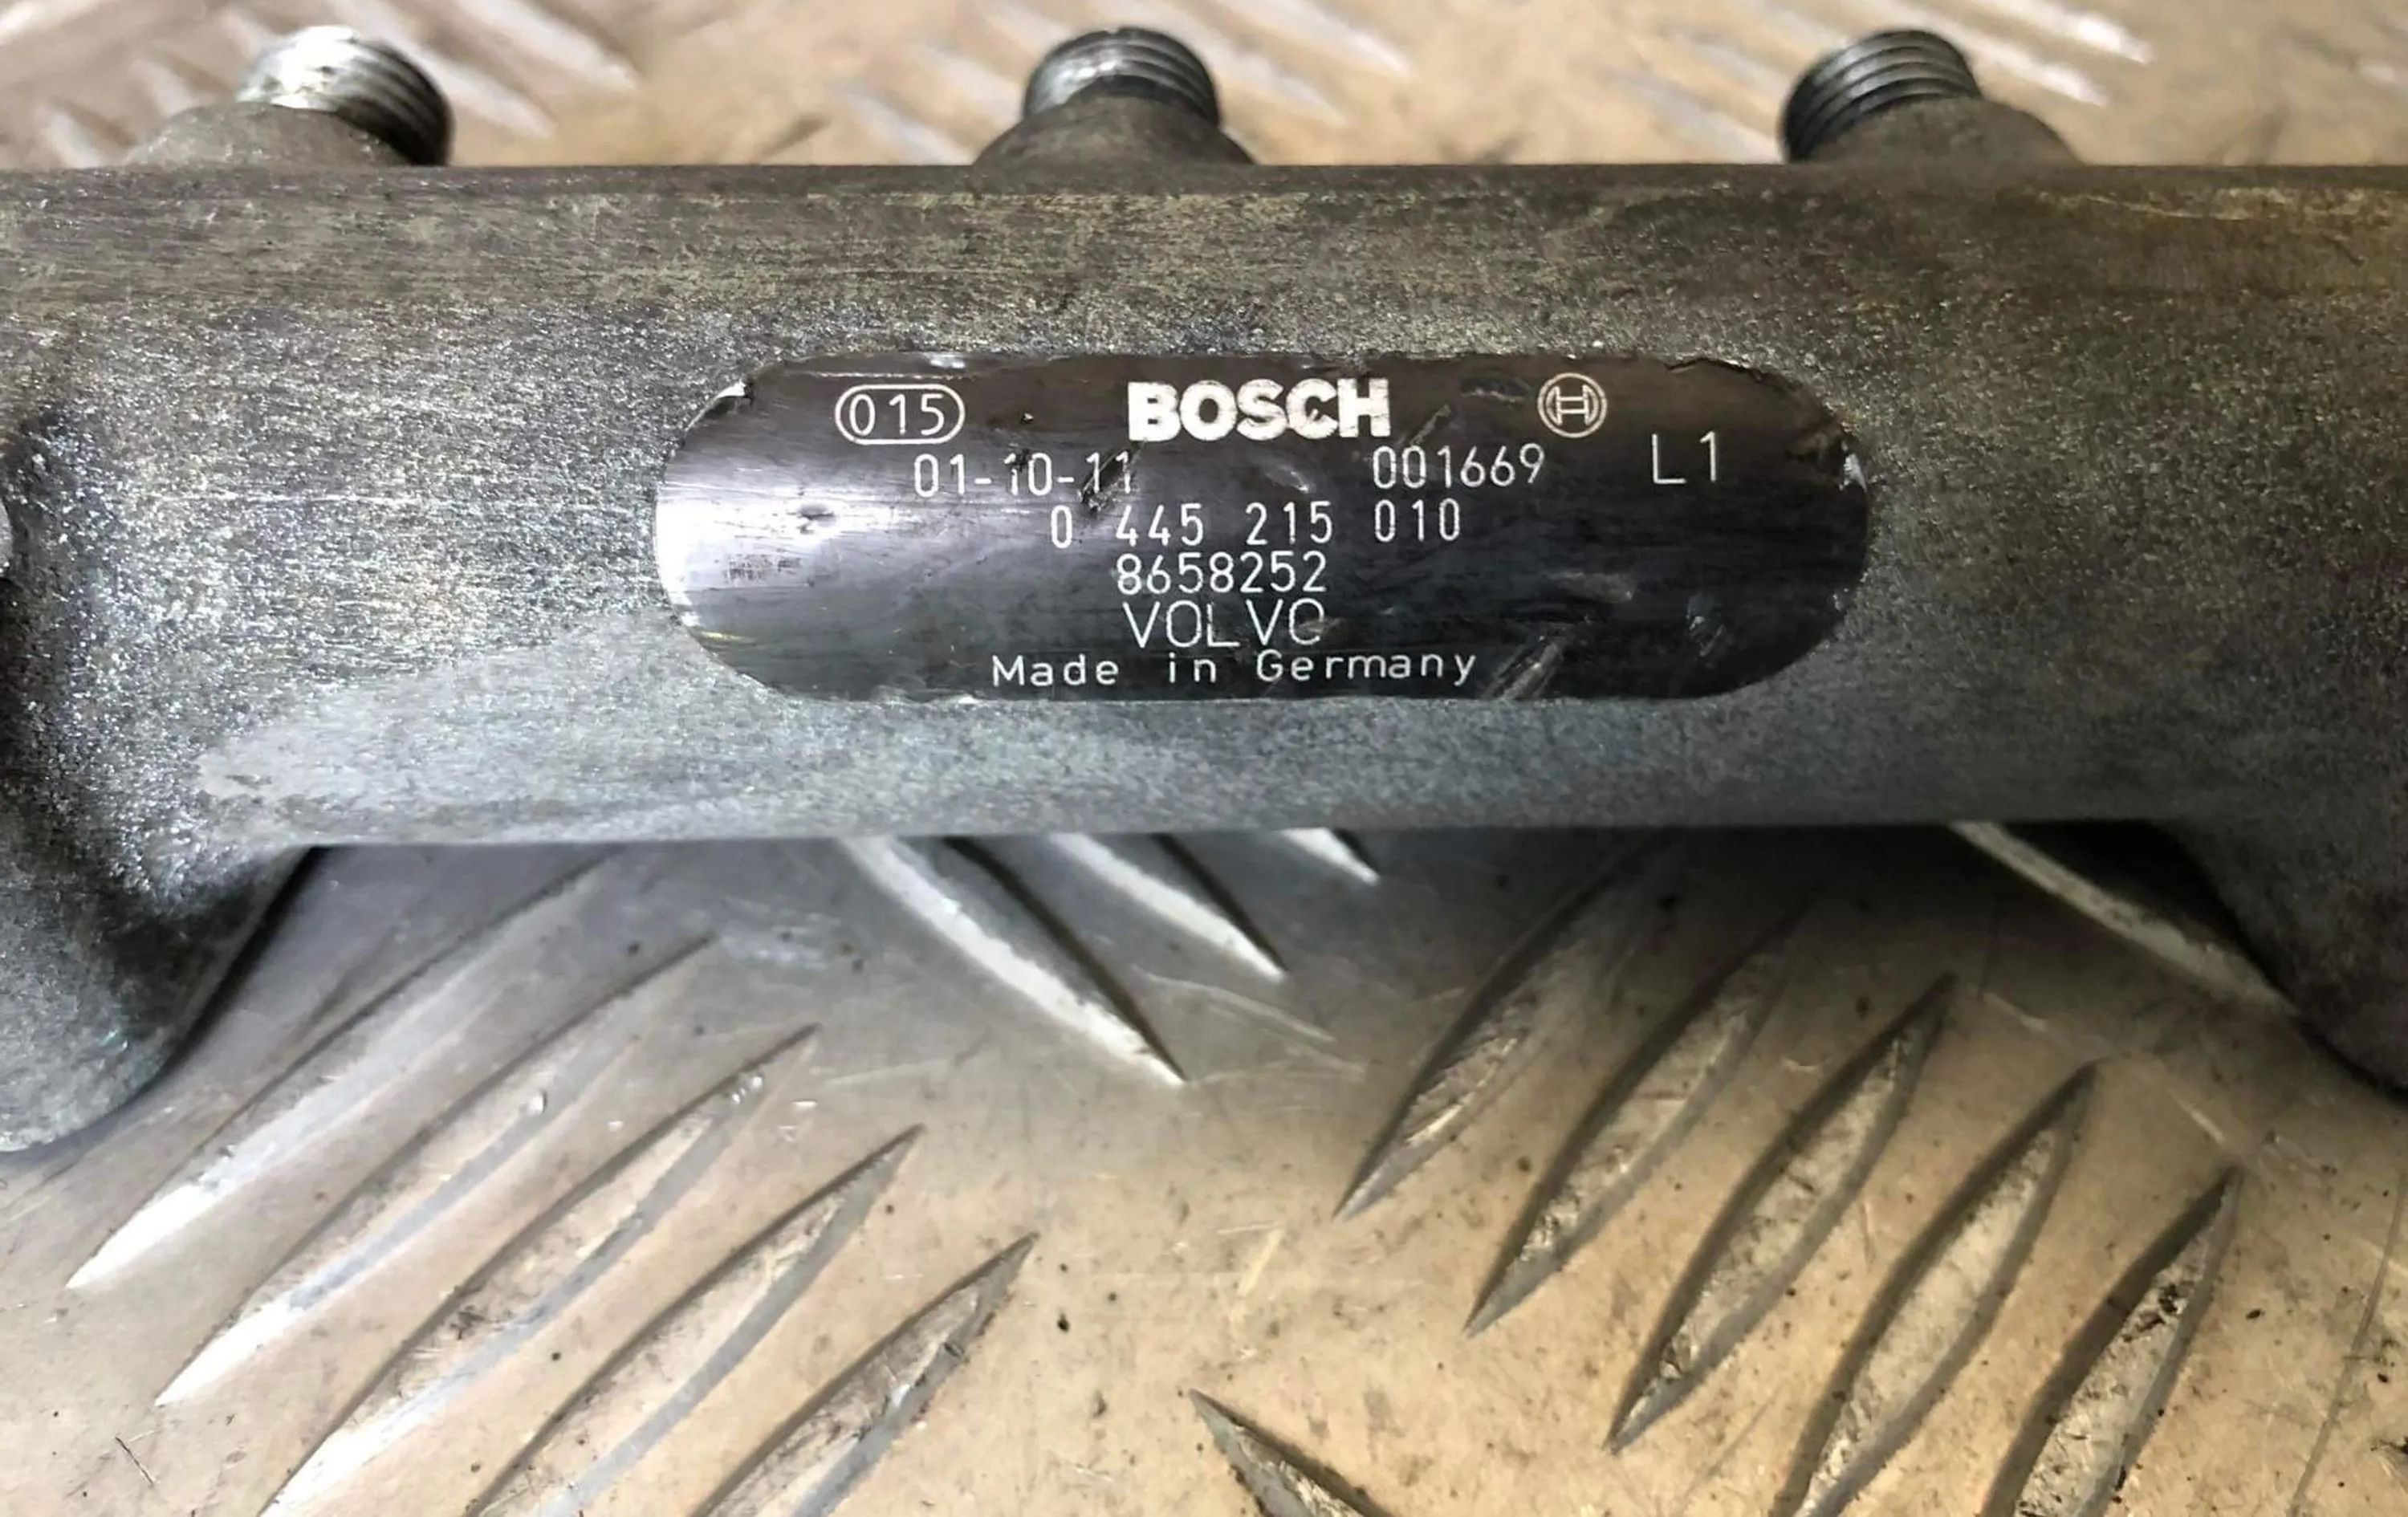 015 BOSCH
01-10-11 001669 L1
0 445 215 010
8658252
VOLVO
Made in Germany